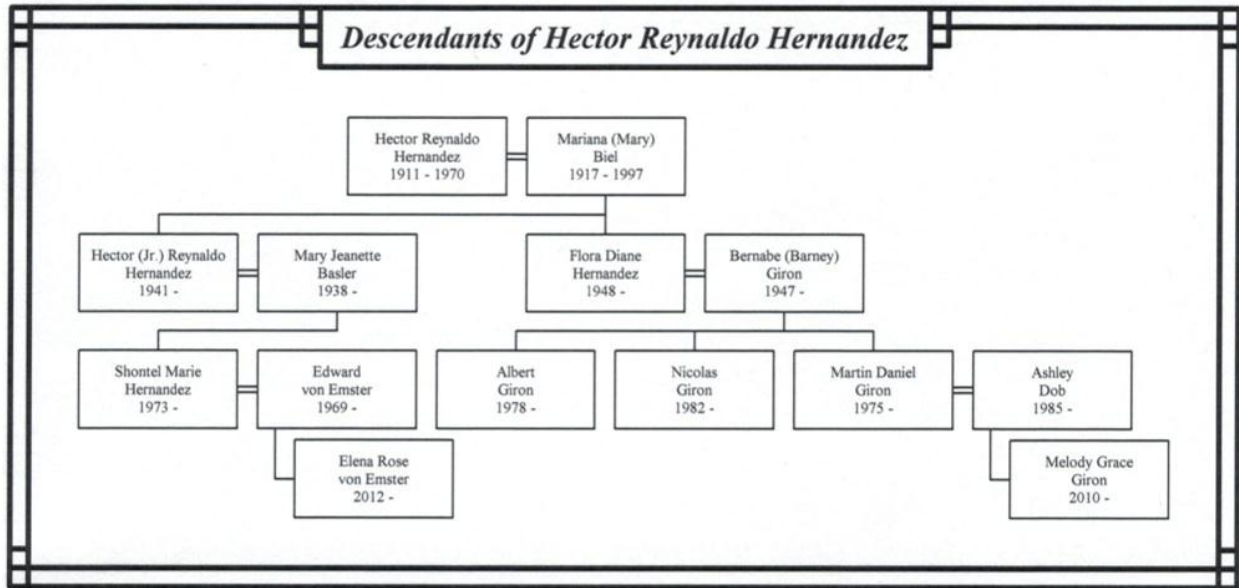 Descendants of Hector Reynaldo Hernandez
Hector Reynaldo
Hernandez
1911 - 1970
Mariana (Mary)
Biel
1917 - 1997
Hector (Jr.) Reynaldo
Hernandez
1941 -
Mary Jeanette
Basler
1938 -
Flora Diane
Hernandez
1948 -
Bernabe (Barney)
Giron
1947 -
Shontel Marie
Hernandez
1973 -
Edward
von Emster
1969 -
Albert
Giron
1978 -
Nicolas
Giron
1982 -
Martin Daniel
Giron
1975 -
Ashley
Dob
1985 -
Elena Rose
von Emster
2012 -
Melody Grace
Giron
2010 -